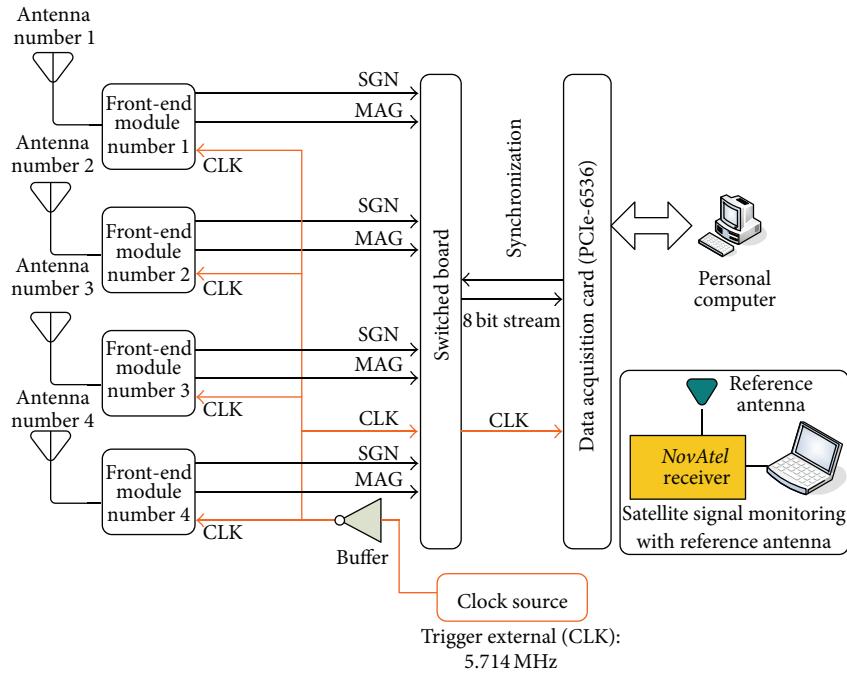 Antenna
number 1
Front-end
module
number 1
SGN
MAG
CLK
Antenna
number 2
Front-end
module
number 2
SGN
MAG
CLK
Antenna
number 3
Front-end
module
number 3
SGN
MAG
CLK
Antenna
number 4
Front-end
module
number 4
CLK
SGN
MAG
CLK
Buffer
Clock source
Trigger external (CLK):
5.714 MHz
Switched board
Synchronization
8 bit stream
CLK
Data acquisition card (PCIe-6536)
Personal
computer
Reference
antenna
NovAtel
receiver
Satellite signal monitoring
with reference antenna